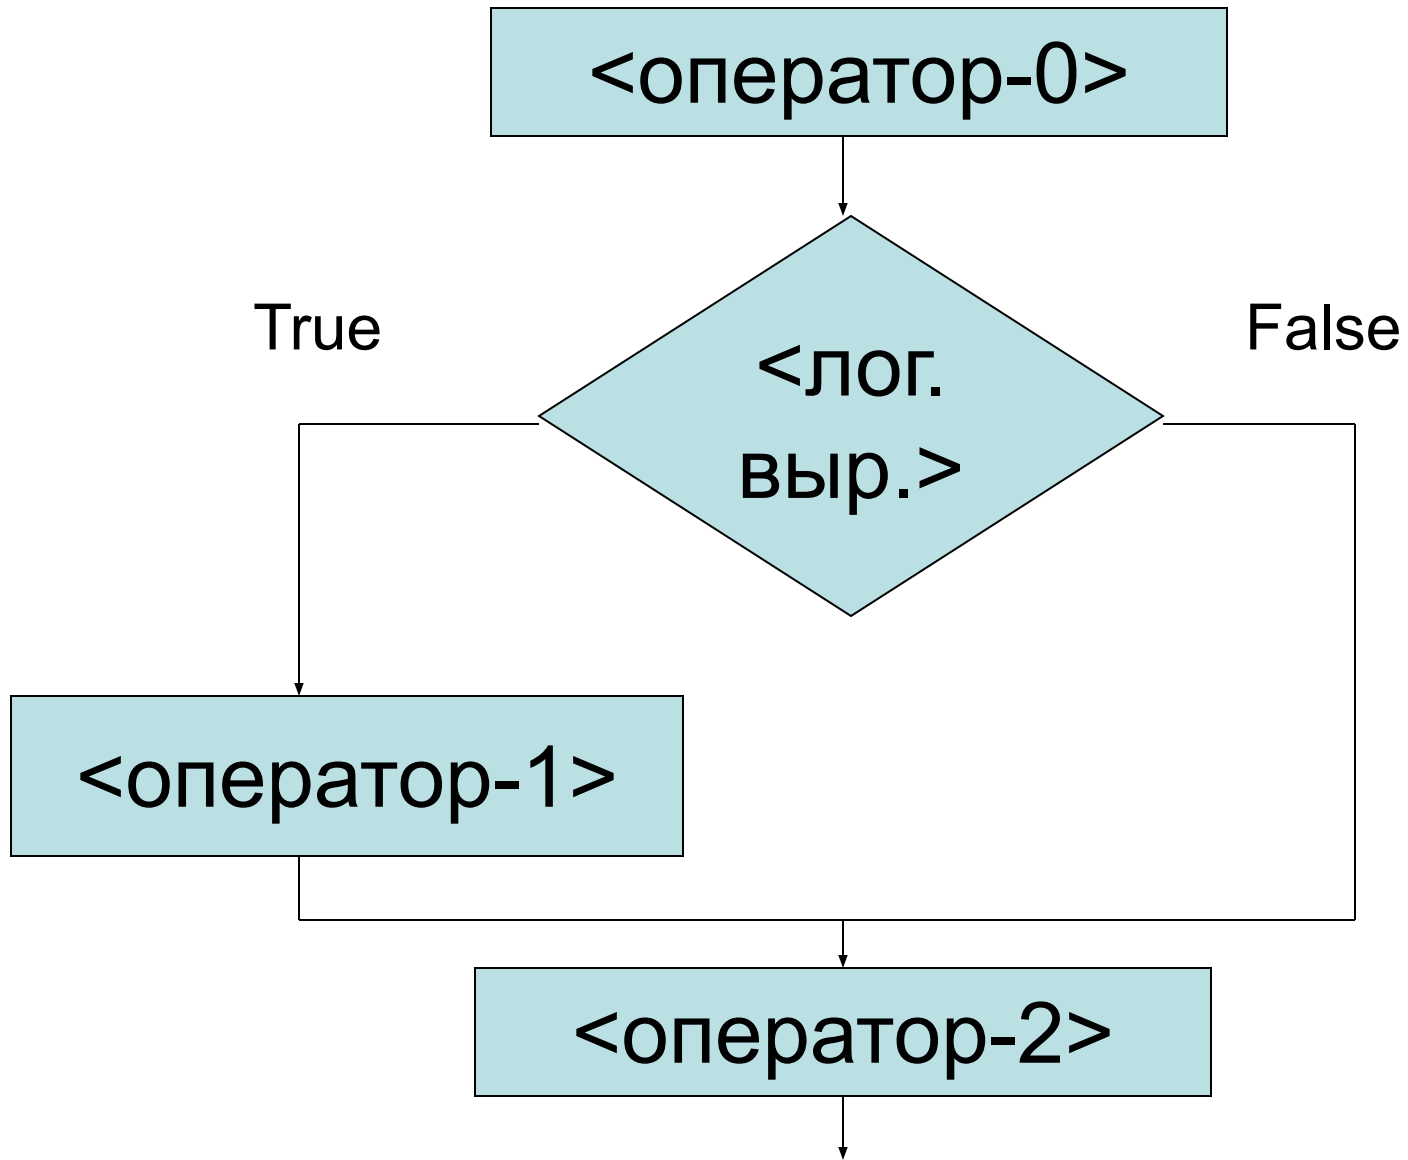 <оператор-0>
True
False
<лог.
выр.>
<оператор-1>
<оператор-2>